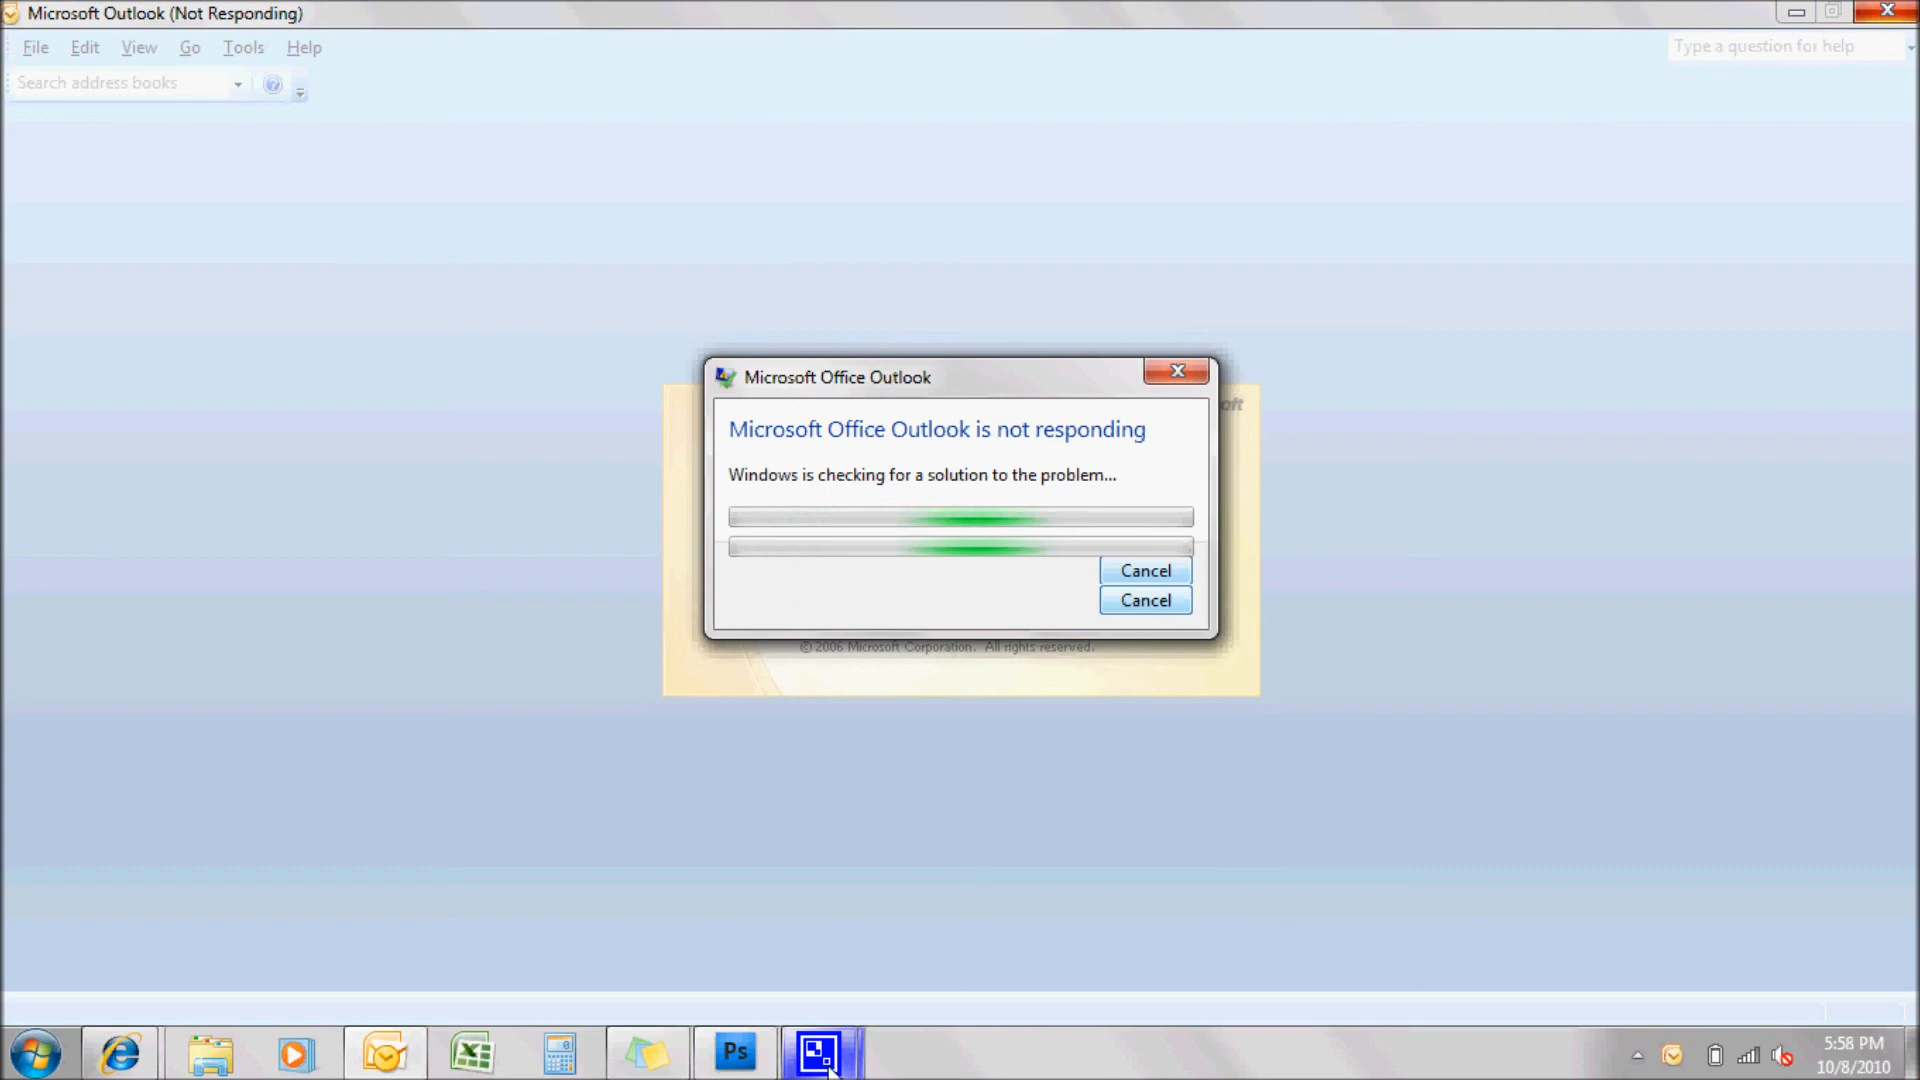 Microsoft Outlook (Not Responding)
File Edit View Go Tools Help
Type a question for help
Search address books
Microsoft Office Outlook
oft
Microsoft Office Outlook is not responding
Windows is checking for a solution to the problem...
Cancel
Cancel
© 2006 Microsoft Corporation. All rights reserved.
Ps
5:58 PM
10/8/2010